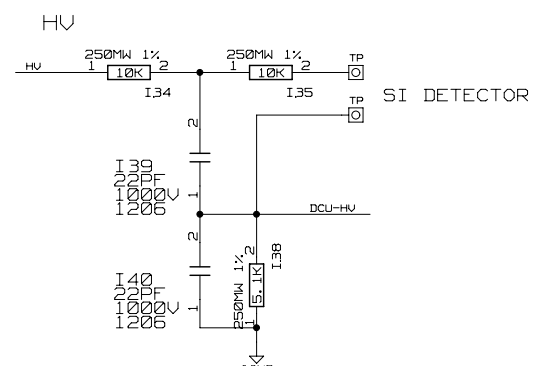 HV
250MW 1%
250MW 1%
TP
HV
1
10K
2
1
10K
2
I34
I35
TP
SI DETECTOR
2
I39
22PF
1000V
1206
1
DCU-HV
2
I40
22PF
1000V
1206
1
2
I38
250MW 1%
5.1K
1